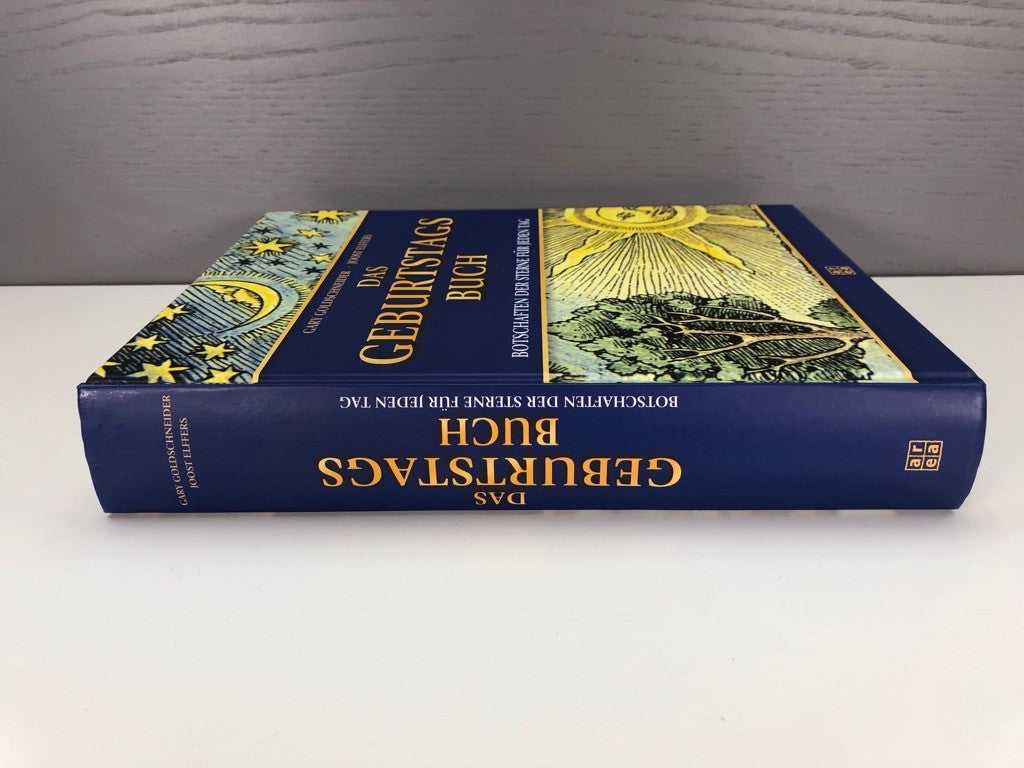 GARY GOLDSCHNEIDER JOOST ELFFERS
DAS
GEBURTSTAGS
BUCH
BOTSCHAFTEN DER STERNE FÜR JEDEN TAG
area
GARY GOLDSCHNEIDER
JOOST ELFFERS
DAS
GEBURTSTAGS
BUCH
BOTSCHAFTEN DER STERNE FÜR JEDEN TAG
ar
ea